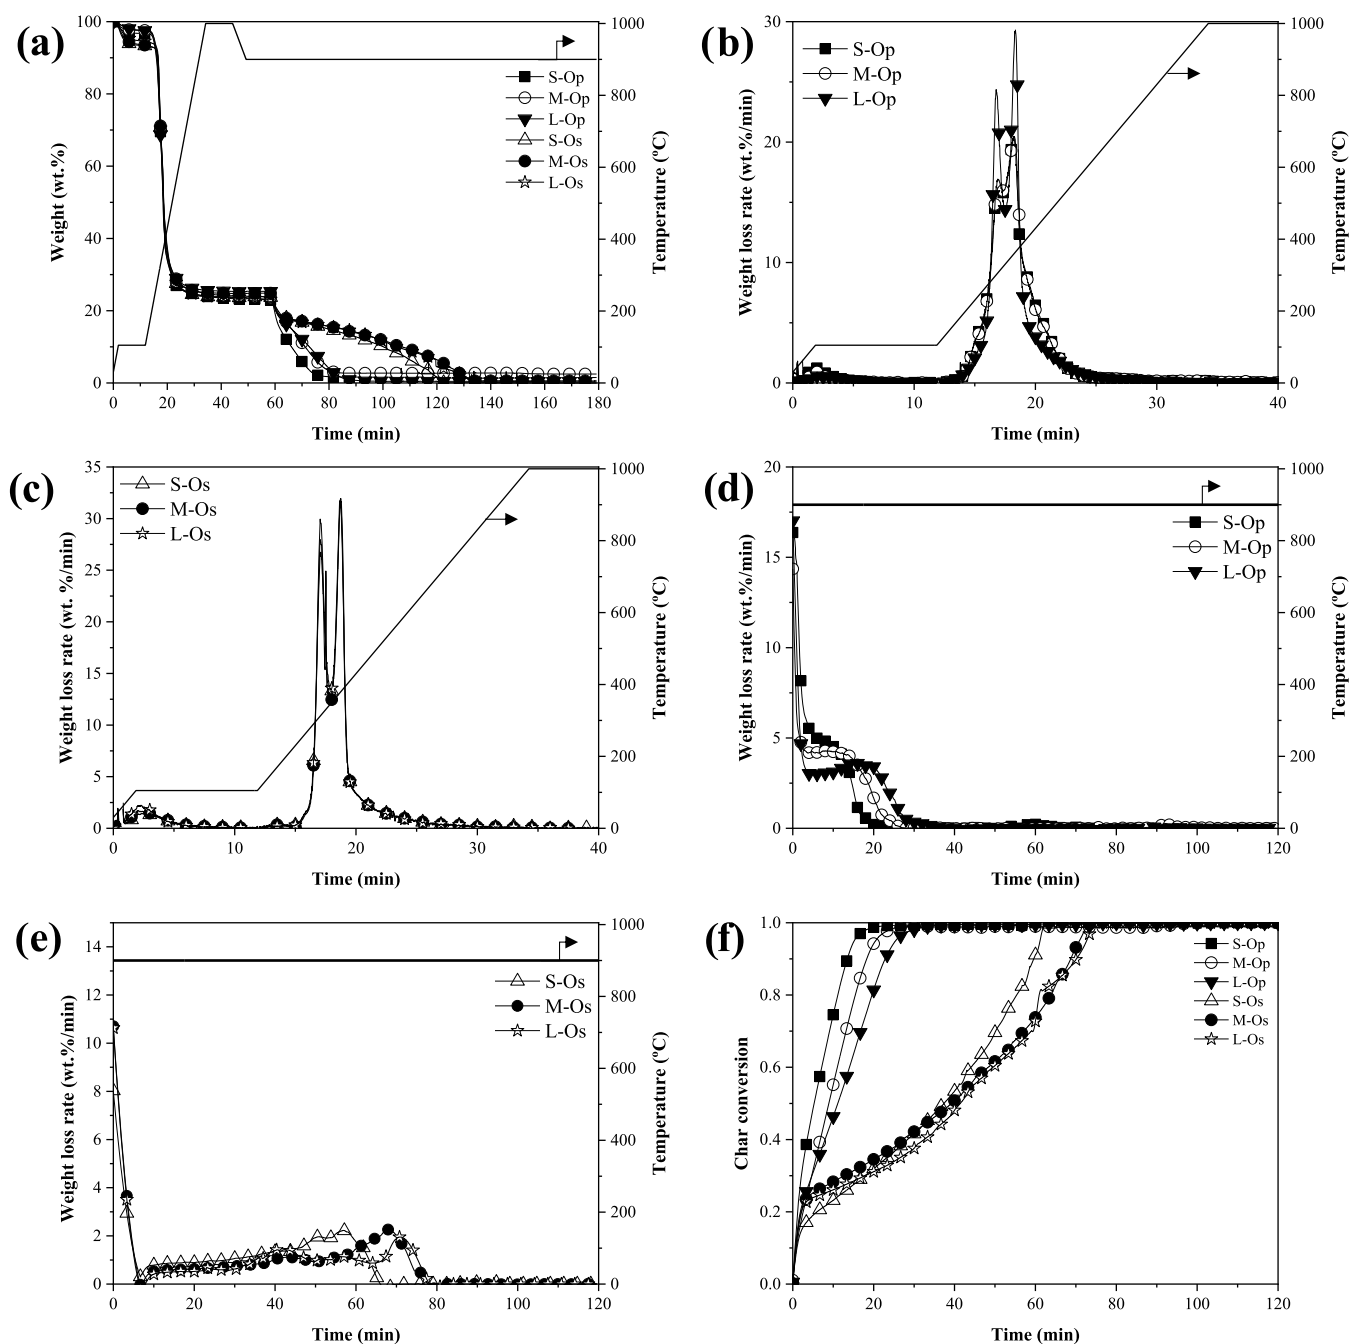 (a)
100
80
60
40
20
0
Weight (wt.%)
0 20 40 60 80 100 120 140 160 180
Time (min)
1000
800
600
400
200
0
Temperature (ºC)
S-Op
M-Op
L-Op
S-Os
M-Os
L-Os
(b)
30
20
10
0
Weight loss rate (wt.%/min)
0 10 20 30 40
Time (min)
1000
800
600
400
200
0
Temperature (ºC)
S-Op
M-Op
L-Op
(c)
35
30
25
20
15
10
5
0
Weight loss rate (wt. %/min)
0 10 20 30 40
Time (min)
1000
800
600
400
200
0
Temperature (ºC)
S-Os
M-Os
L-Os
(d)
20
15
10
5
0
Weight loss rate (wt.%/min)
0 20 40 60 80 100 120
Time (min)
1000
800
600
400
200
0
Temperature (ºC)
S-Op
M-Op
L-Op
(e)
14
12
10
8
6
4
2
0
Weight loss rate (wt.%/min)
0 20 40 60 80 100 120
Time (min)
1000
800
600
400
200
0
Temperature (ºC)
S-Os
M-Os
L-Os
(f)
1.0
0.8
0.6
0.4
0.2
0.0
Char conversion
0 20 40 60 80 100 120
Time (min)
S-Op
M-Op
L-Op
S-Os
M-Os
L-Os